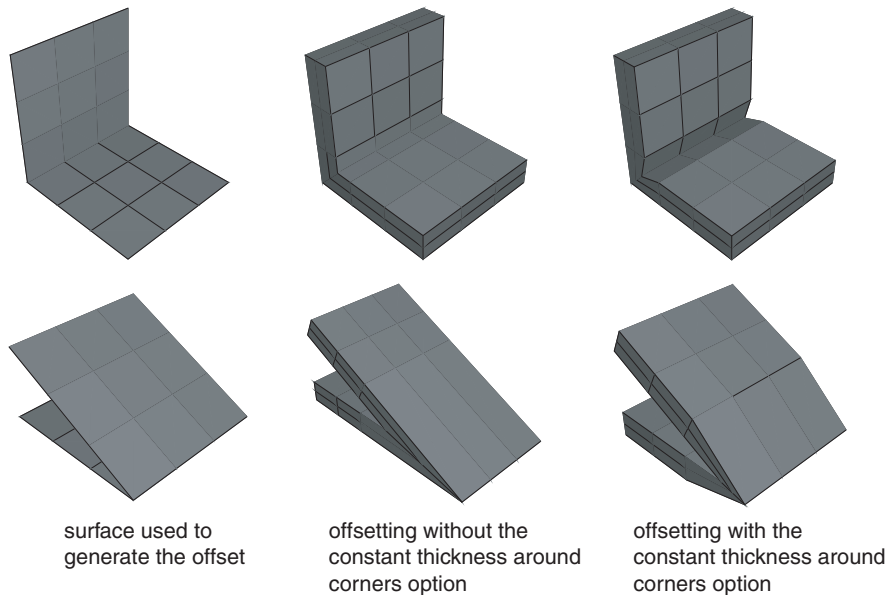 surface used to
generate the offset
offsetting without the
constant thickness around
corners option
offsetting with the
constant thickness around
corners option